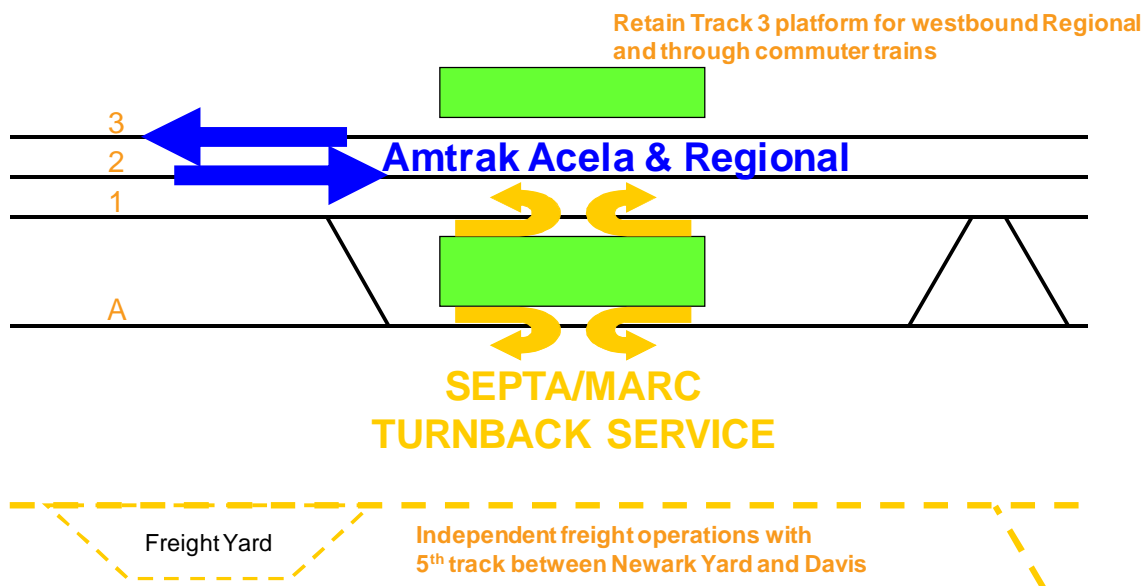 Retain Track 3 platform for westbound Regional
and through commuter trains
3
2
Amtrak Acela & Regional
1
A
SEPTA/MARC
TURNBACK SERVICE
Freight Yard
Independent freight operations with
5th track between Newark Yard and Davis